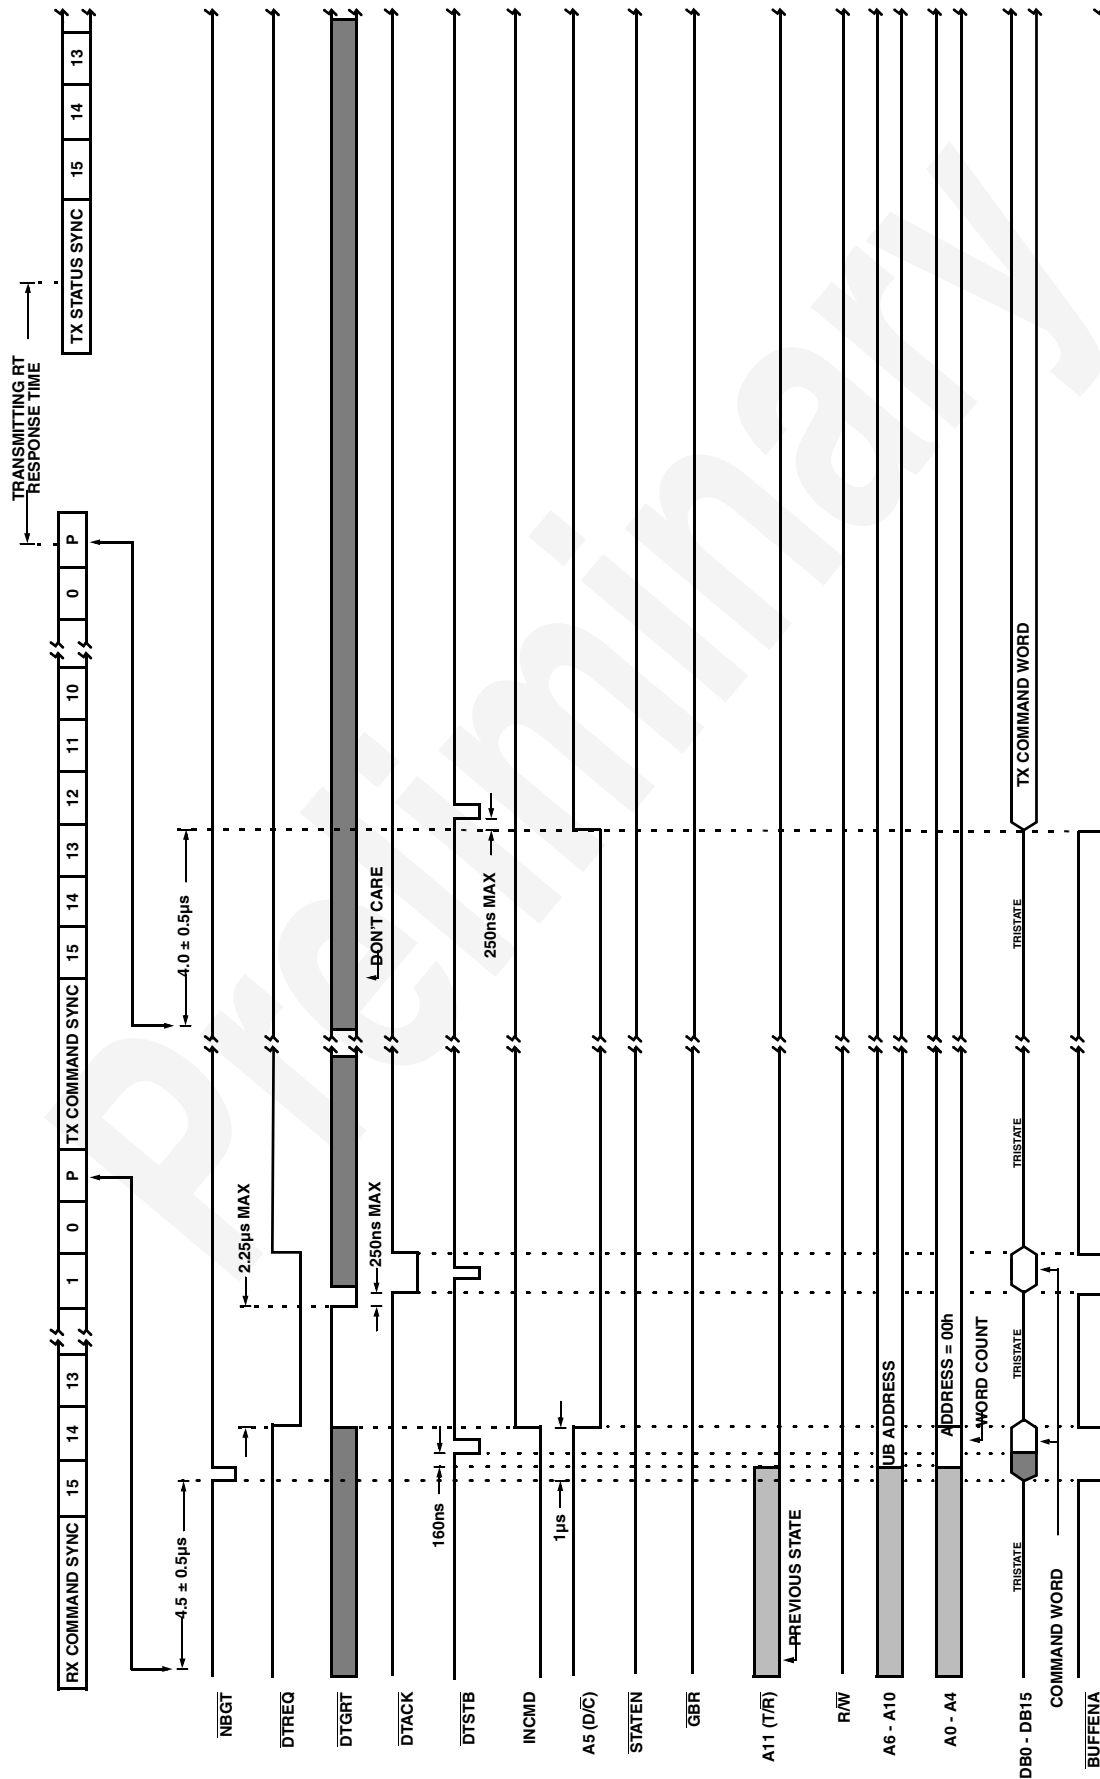 RX COMMAND SYNC
15
14
13
1
0
P
TX COMMAND SYNC
15
14
13
12
11
10
0
P
TRANSMITTING RT
RESPONSE TIME
TX STATUS SYNC
15
14
13
4.5 ± 0.5µs
4.0 ± 0.5µs
NBGT
2.25µs MAX
DTREQ
DTGRT
DON'T CARE
DTACK
250ns MAX
DTSTB
160ns
250ns MAX
INCMD
1µs
A5 (D/C)
STATEN
GBR
A11 (T/R)
PREVIOUS STATE
R/W
A6 - A10
UB ADDRESS
A0 - A4
ADDRESS = 00h
WORD COUNT
DB0 - DB15
TRISTATE
TRISTATE
TRISTATE
TRISTATE
TX COMMAND WORD
COMMAND WORD
BUFFENA
Preliminary